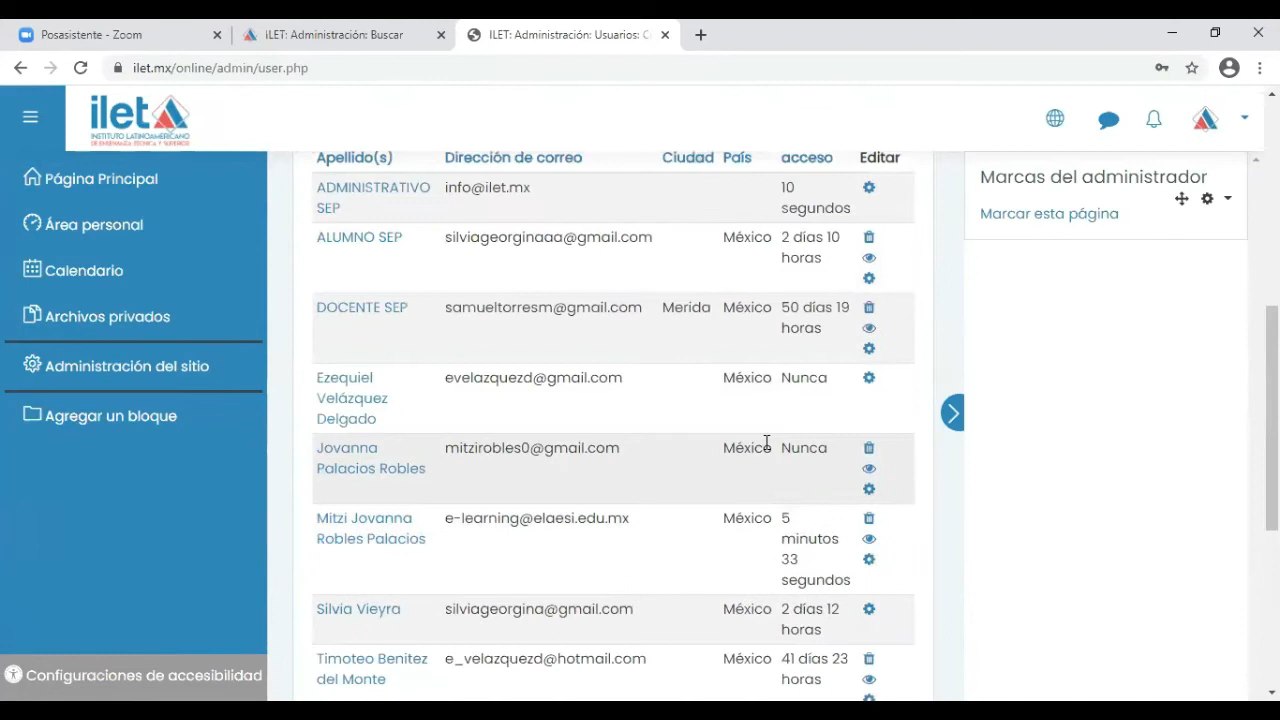 Posasistente - Zoom
ILET: Administración: Buscar
ILET: Administración: Usuarios: C
ilet.mx/online/admin/user.php
ilet
INSTITUTO LATINOAMERICANO
DE ENSEÑANZA TÉCNICA Y SUPERIOR
Página Principal
Área personal
Calendario
Archivos privados
Administración del sitio
Agregar un bloque
Configuraciones de accesibilidad
Apellido(s) Dirección de correo Ciudad País acceso Editar
ADMINISTRATIVO info@ilet.mx 10
SEP segundos
ALUMNO SEP silviageorginaaa@gmail.com México 2 días 10
horas
DOCENTE SEP samueltorresm@gmail.com Merida México 50 días 19
horas
Ezequiel evelazquezd@gmail.com México Nunca
Velázquez
Delgado
Jovanna mitzirobles0@gmail.com México Nunca
Palacios Robles
Mitzi Jovanna e-learning@elaesi.edu.mx México 5
Robles Palacios minutos
33
segundos
Silvia Vieyra silviageorgina@gmail.com México 2 días 12
horas
Timoteo Benitez e_velazquezd@hotmail.com México 41 días 23
del Monte horas
Marcas del administrador
Marcar esta página